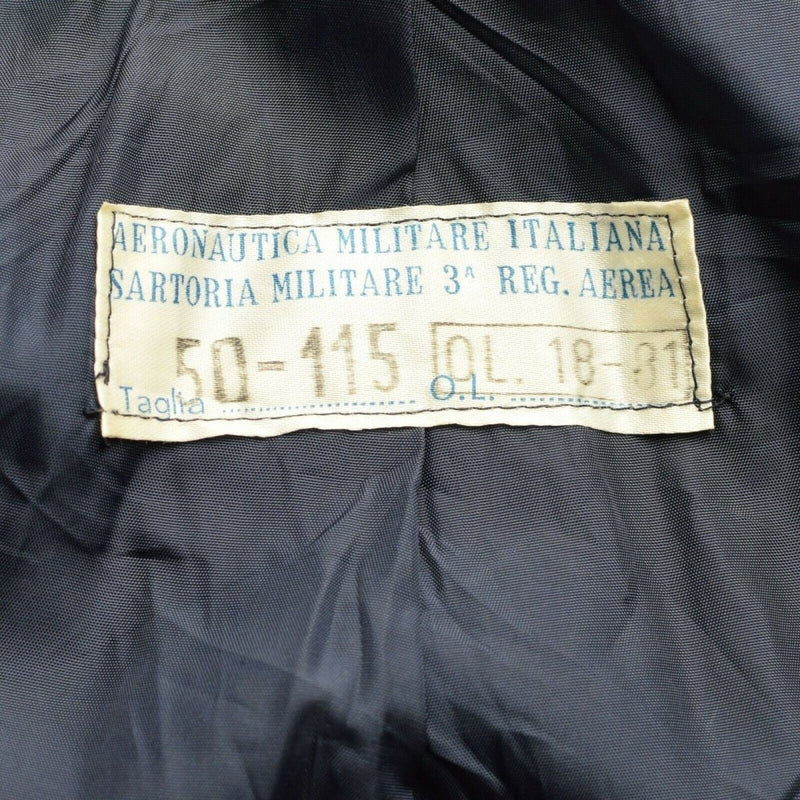 AERONAUTICA MILITARE ITALIANA
SARTORIA MILITARE 3ᴬ REG. AEREA
50-115 OL. 18-81
Taglia .................... O.L. ....................